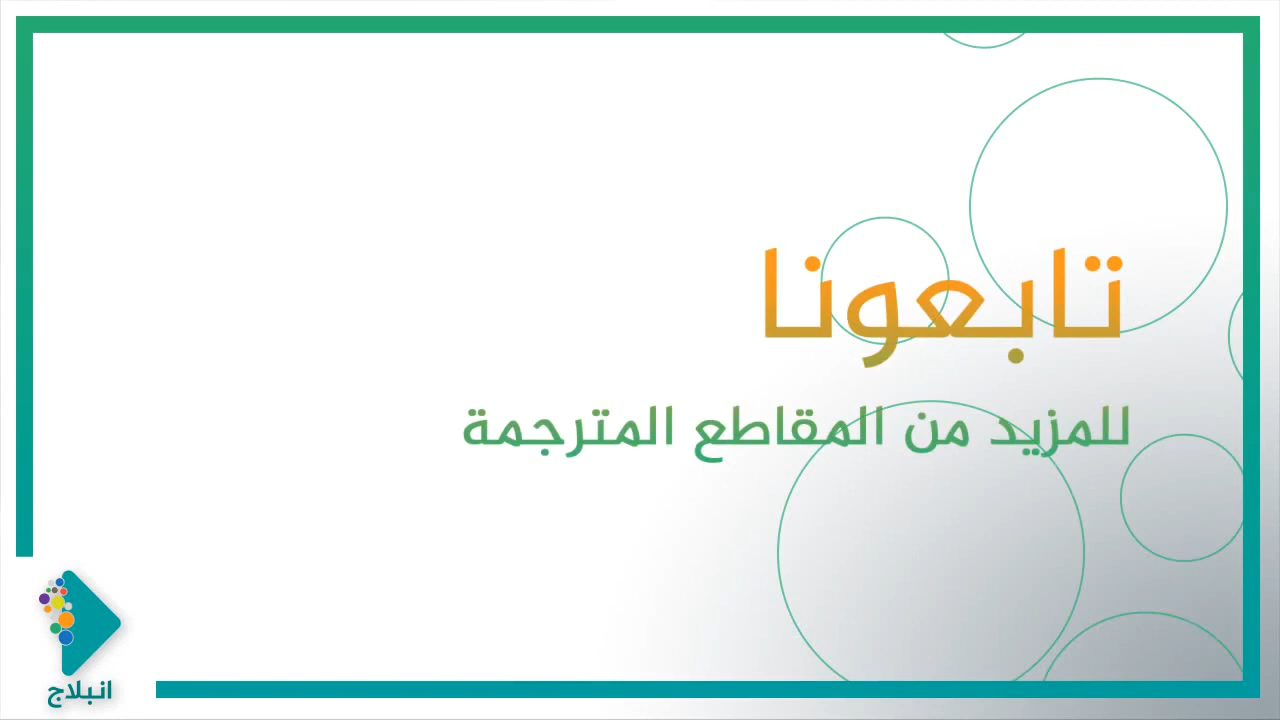 تابعونا
للمزيد من المقاطع المترجمة
انبلاج